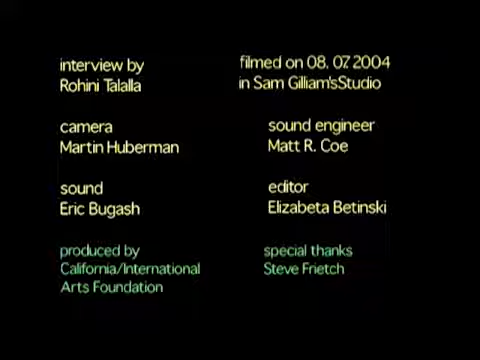 interview by
Rohini Talalla
filmed on 08. 07. 2004
in Sam Gilliam'sStudio
camera
Martin Huberman
sound engineer
Matt R. Coe
sound
Eric Bugash
editor
Elizabeta Betinski
produced by
California/International
Arts Foundation
special thanks
Steve Frietch